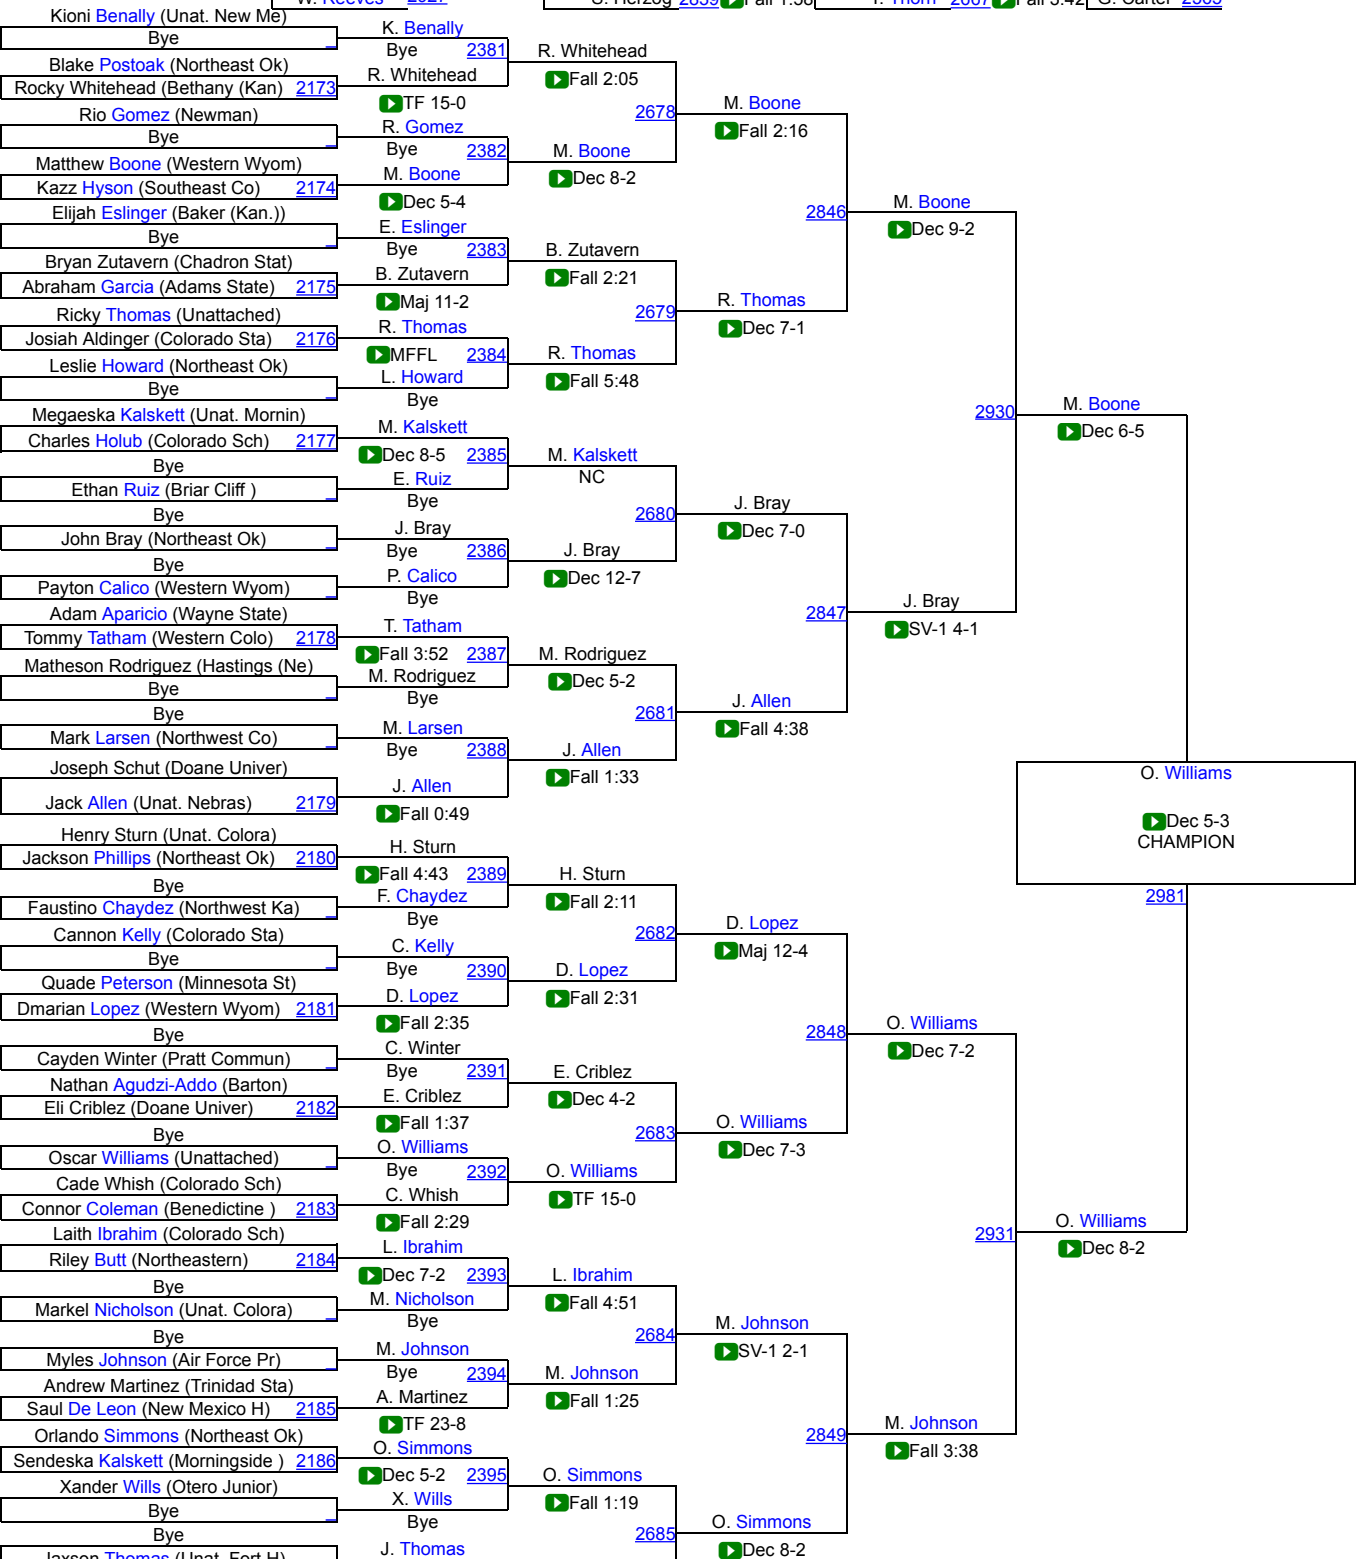 Kioni Benally (Unat. New Me)
Bye
Blake Postoak (Northeast Ok)
Rocky Whitehead (Bethany (Kan) 2173
Rio Gomez (Newman)
Bye
Matthew Boone (Western Wyom)
Kazz Hyson (Southeast Co) 2174
Elijah Eslinger (Baker (Kan.))
Bye
Bryan Zutavern (Chadron Stat)
Abraham Garcia (Adams State) 2175
Ricky Thomas (Unattached)
Josiah Aldinger (Colorado Sta) 2176
Leslie Howard (Northeast Ok)
Bye
Megaeska Kalskett (Unat. Mornin)
Charles Holub (Colorado Sch) 2177
Bye
Ethan Ruiz (Briar Cliff )
Bye
John Bray (Northeast Ok)
Bye
Payton Calico (Western Wyom)
Adam Aparicio (Wayne State)
Tommy Tatham (Western Colo) 2178
Matheson Rodriguez (Hastings (Ne)
Bye
Bye
Mark Larsen (Northwest Co)
Joseph Schut (Doane Univer)
Jack Allen (Unat. Nebras) 2179
Henry Sturn (Unat. Colora)
Jackson Phillips (Northeast Ok) 2180
Bye
Faustino Chaydez (Northwest Ka)
Cannon Kelly (Colorado Sta)
Bye
Quade Peterson (Minnesota St)
Dmarian Lopez (Western Wyom) 2181
Bye
Cayden Winter (Pratt Commun)
Nathan Agudzi-Addo (Barton)
Eli Criblez (Doane Univer) 2182
Bye
Oscar Williams (Unattached)
Cade Whish (Colorado Sch)
Connor Coleman (Benedictine ) 2183
Laith Ibrahim (Colorado Sch)
Riley Butt (Northeastern) 2184
Bye
Markel Nicholson (Unat. Colora)
Bye
Myles Johnson (Air Force Pr)
Andrew Martinez (Trinidad Sta)
Saul De Leon (New Mexico H) 2185
Orlando Simmons (Northeast Ok)
Sendeska Kalskett (Morningside ) 2186
Xander Wills (Otero Junior)
Bye
Bye
Jaxson Thomas (Unat. Fort H)
K. Benally
Bye 2381
R. Whitehead
TF 15-0
R. Gomez
Bye 2382
M. Boone
Dec 5-4
E. Eslinger
Bye 2383
B. Zutavern
Maj 11-2
R. Thomas
MFFL 2384
L. Howard
Bye
M. Kalskett
Dec 8-5 2385
E. Ruiz
Bye
J. Bray
Bye 2386
P. Calico
Bye
T. Tatham
Fall 3:52 2387
M. Rodriguez
Bye
M. Larsen
Bye 2388
J. Allen
Fall 0:49
H. Sturn
Fall 4:43 2389
F. Chaydez
Bye
C. Kelly
Bye 2390
D. Lopez
Fall 2:35
C. Winter
Bye 2391
E. Criblez
Fall 1:37
O. Williams
Bye 2392
C. Whish
Fall 2:29
L. Ibrahim
Dec 7-2 2393
M. Nicholson
Bye
M. Johnson
Bye 2394
A. Martinez
TF 23-8
O. Simmons
Dec 5-2 2395
X. Wills
Bye
J. Thomas
R. Whitehead
Fall 2:05
2678
M. Boone
Dec 8-2
B. Zutavern
Fall 2:21
2679
R. Thomas
Fall 5:48
M. Kalskett
NC
2680
J. Bray
Dec 12-7
M. Rodriguez
Dec 5-2
2681
J. Allen
Fall 1:33
H. Sturn
Fall 2:11
2682
D. Lopez
Fall 2:31
E. Criblez
Dec 4-2
2683
O. Williams
TF 15-0
L. Ibrahim
Fall 4:51
2684
M. Johnson
Fall 1:25
O. Simmons
Fall 1:19
2685
M. Boone
Fall 2:16
2846
R. Thomas
Dec 7-1
J. Bray
Dec 7-0
2847
J. Allen
Fall 4:38
D. Lopez
Maj 12-4
2848
O. Williams
Dec 7-3
M. Johnson
SV-1 2-1
2849
O. Simmons
Dec 8-2
M. Boone
Dec 9-2
2930
J. Bray
SV-1 4-1
O. Williams
Dec 7-2
2931
M. Johnson
Fall 3:38
M. Boone
Dec 6-5
O. Williams
Dec 5-3
CHAMPION
2981
O. Williams
Dec 8-2